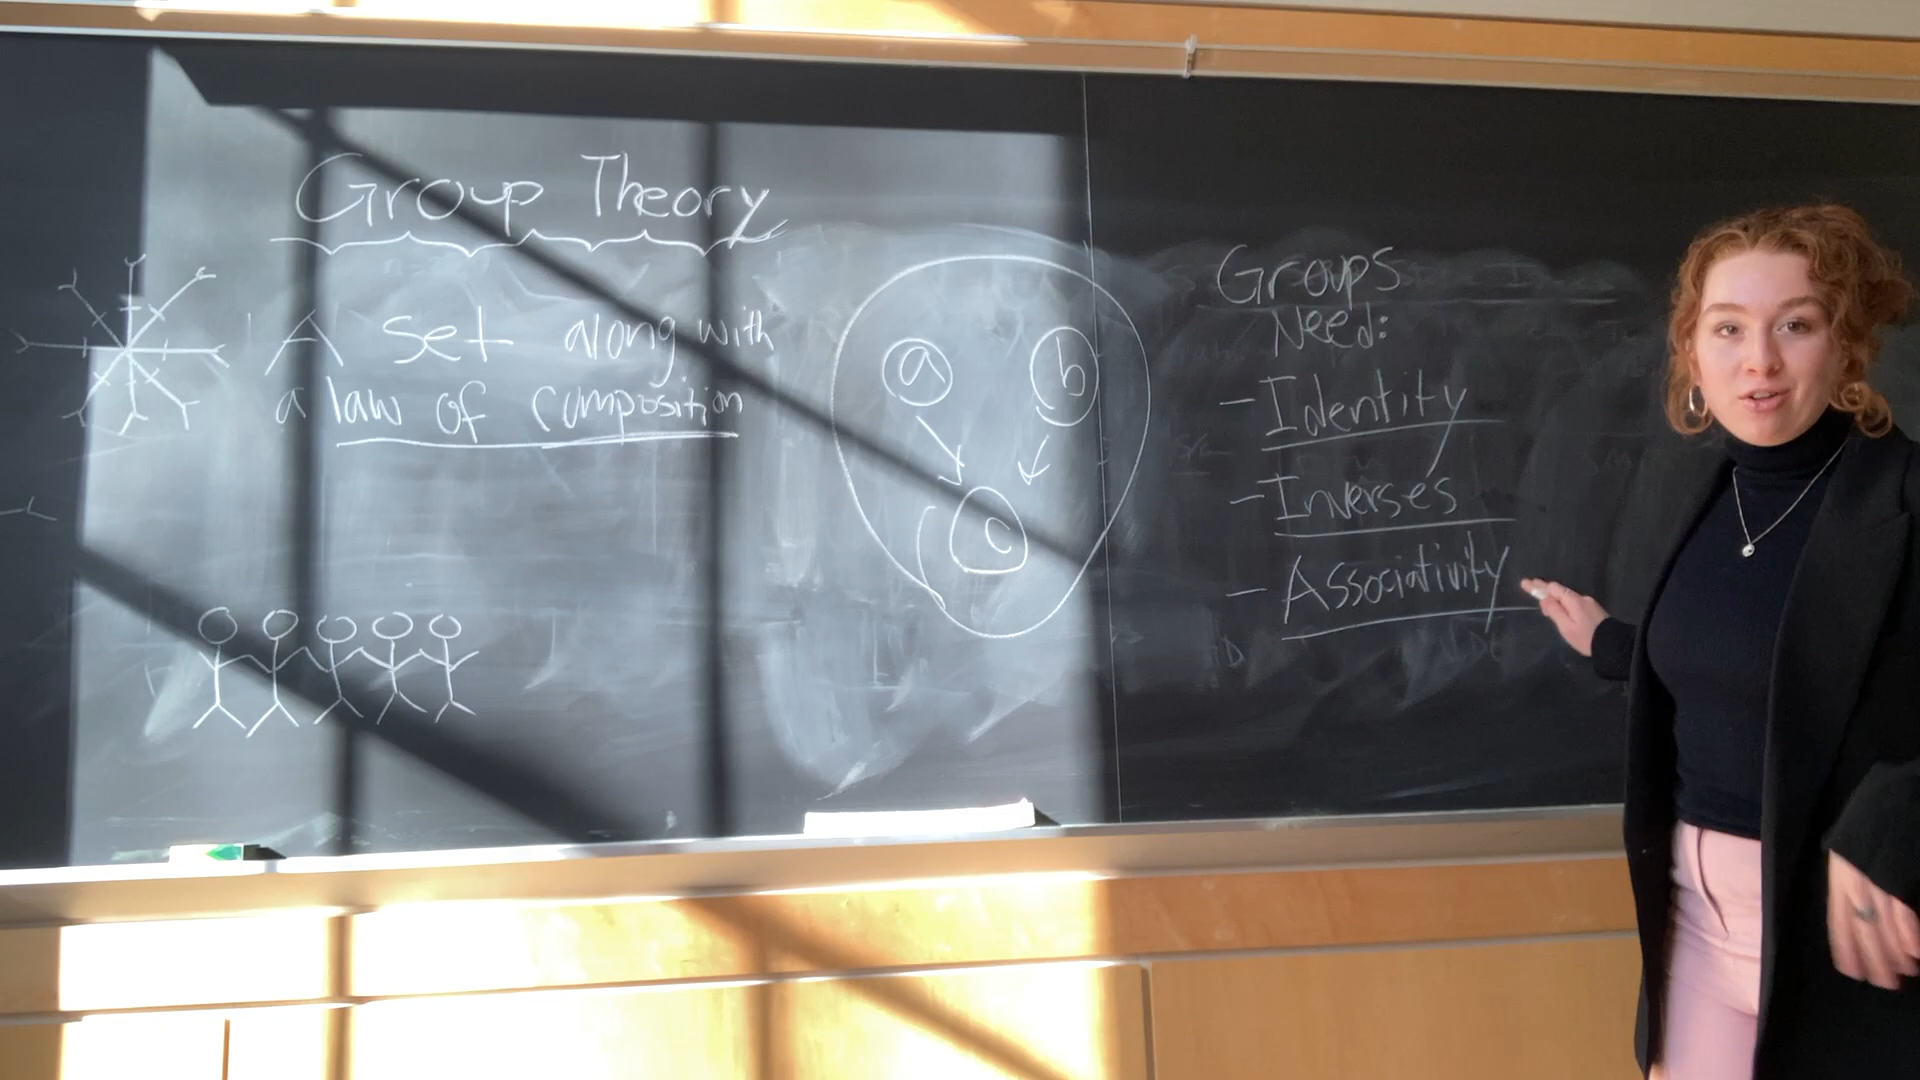 Group Theory
A set along with
a law of composition
a
b
c
Groups
Need:
- Identity
- Inverses
- Associativity